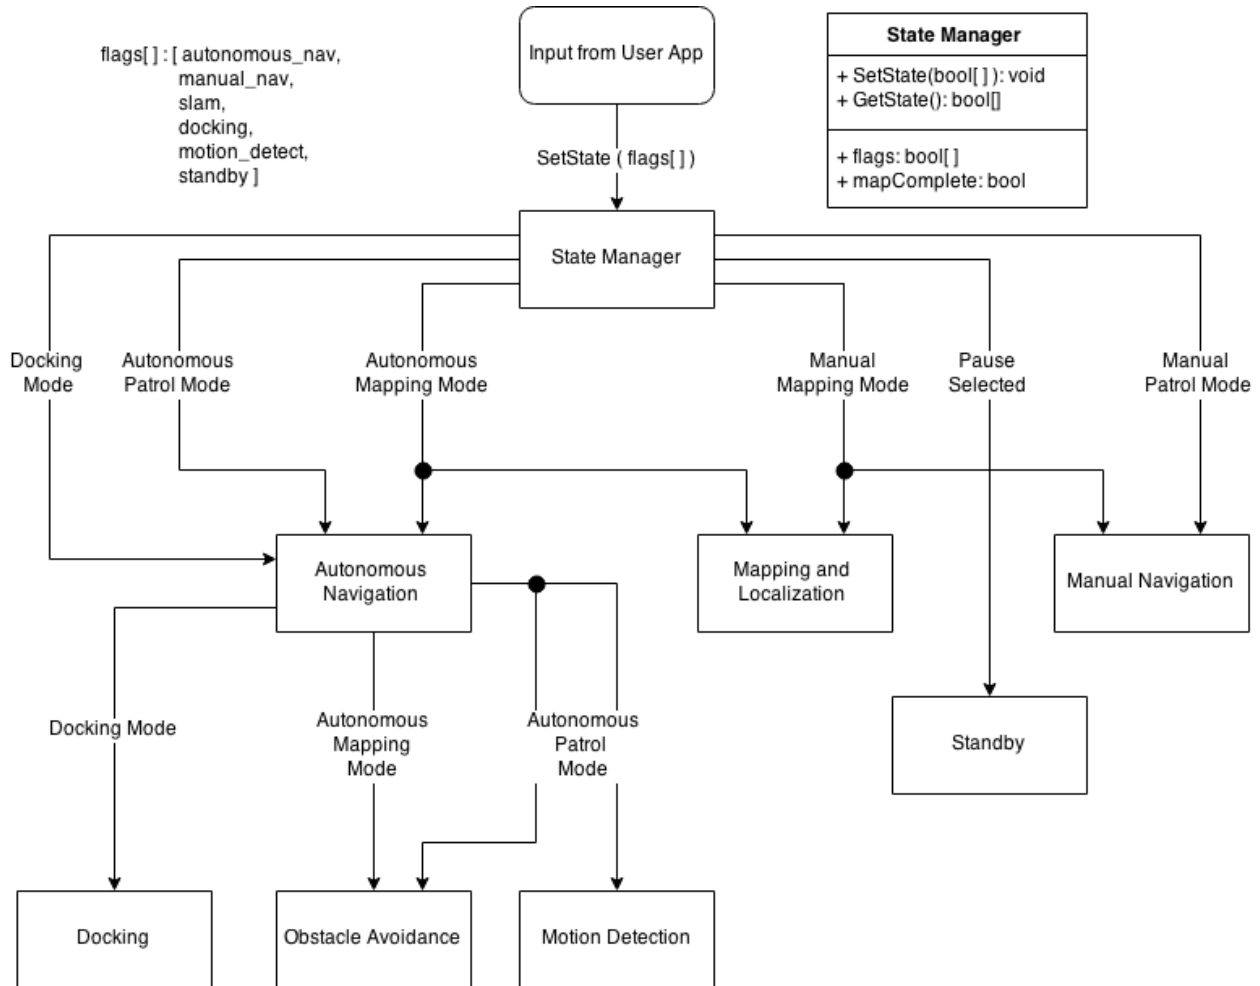 flags[ ] : [ autonomous_nav,
manual_nav,
slam,
docking,
motion_detect,
standby ]
Input from User App
State Manager
+ SetState(bool[ ]): void
+ GetState(): bool[]
+ flags: bool[ ]
+ mapComplete: bool
SetState ( flags[ ] )
State Manager
Docking
Mode
Autonomous
Patrol Mode
Autonomous
Mapping Mode
Manual
Mapping Mode
Pause
Selected
Manual
Patrol Mode
Autonomous
Navigation
Mapping and
Localization
Manual Navigation
Docking Mode
Autonomous
Mapping
Mode
Autonomous
Patrol
Mode
Standby
Docking
Obstacle Avoidance
Motion Detection